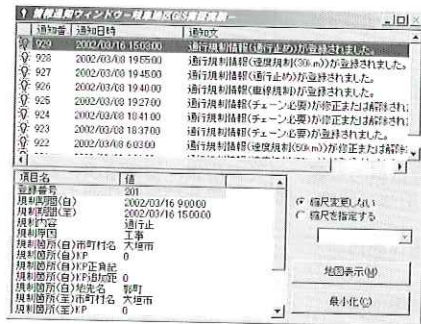 情報通知ウィンドウ－岐阜地区GS実証実験－
通知番 通知日時 通知文
929 2002/03/16 15:03:00 通行規制情報(通行止め)が登録されました。
928 2002/03/08 19:55:00 通行規制情報(速度規制(30km))が登録されました。
927 2002/03/08 19:45:00 通行規制情報(通行止め)が登録されました。
926 2002/03/08 19:40:00 通行規制情報(車線規制)が登録されました。
925 2002/03/08 19:27:00 通行規制情報(チェーン必要)が修正または解除され
924 2002/03/08 18:41:00 通行規制情報(チェーン必要)が修正または解除され
923 2002/03/08 18:37:00 通行規制情報(チェーン必要)が登録されました。
922 2002/03/08 6:03:00 通行規制情報(速度規制(50km))が修正または解除
項目名 値
登録番号 201
規制期間(自) 2002/03/16 9:00:00
規制期間(至) 2002/03/16 15:00:00
規制内容 通行止
規制原因 工事
規制箇所(自)市町村名 大垣市
規制箇所(自)KP 0
規制箇所(自)KP正負記
規制箇所(自)KP追加距 0
規制箇所(自)地先名 郭町
規制箇所(至)市町村名 大垣市
規制箇所(至)KP 0
縮尺変更しない
縮尺を指定する
地図表示(M)
最小化(C)